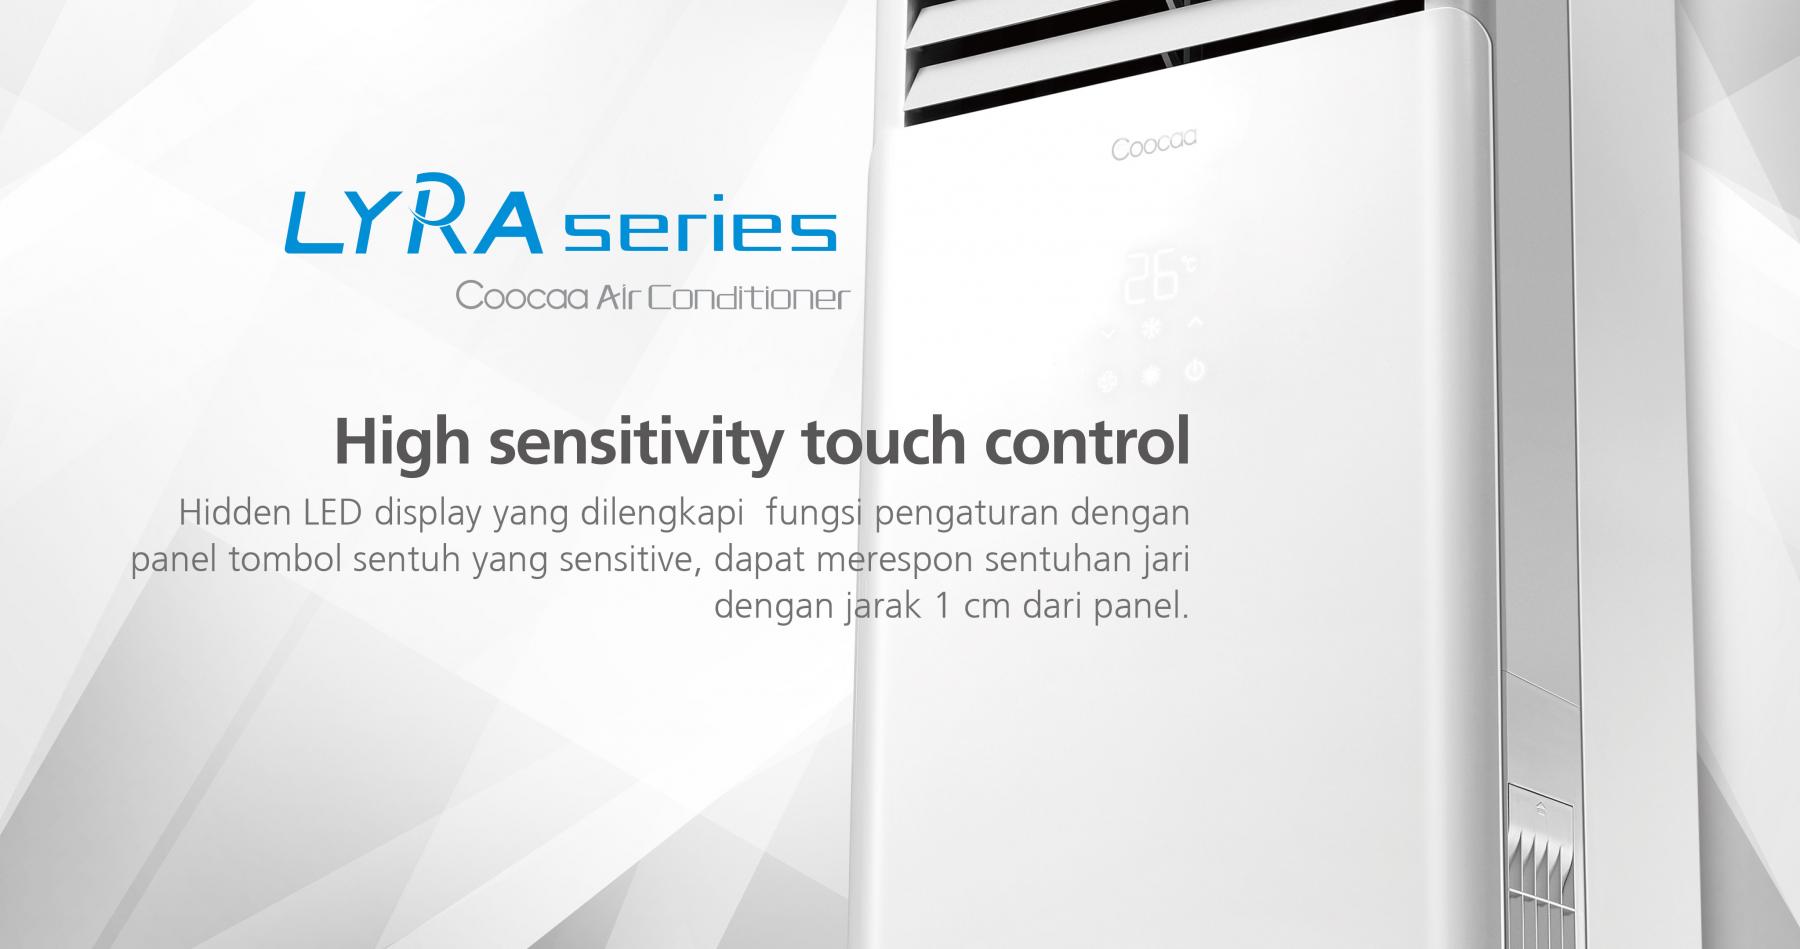 Coocaa
LYRA series
Coocaa Air Conditioner
26°C
High sensitivity touch control
Hidden LED display yang dilengkapi  fungsi pengaturan dengan
panel tombol sentuh yang sensitive, dapat merespon sentuhan jari
dengan jarak 1 cm dari panel.